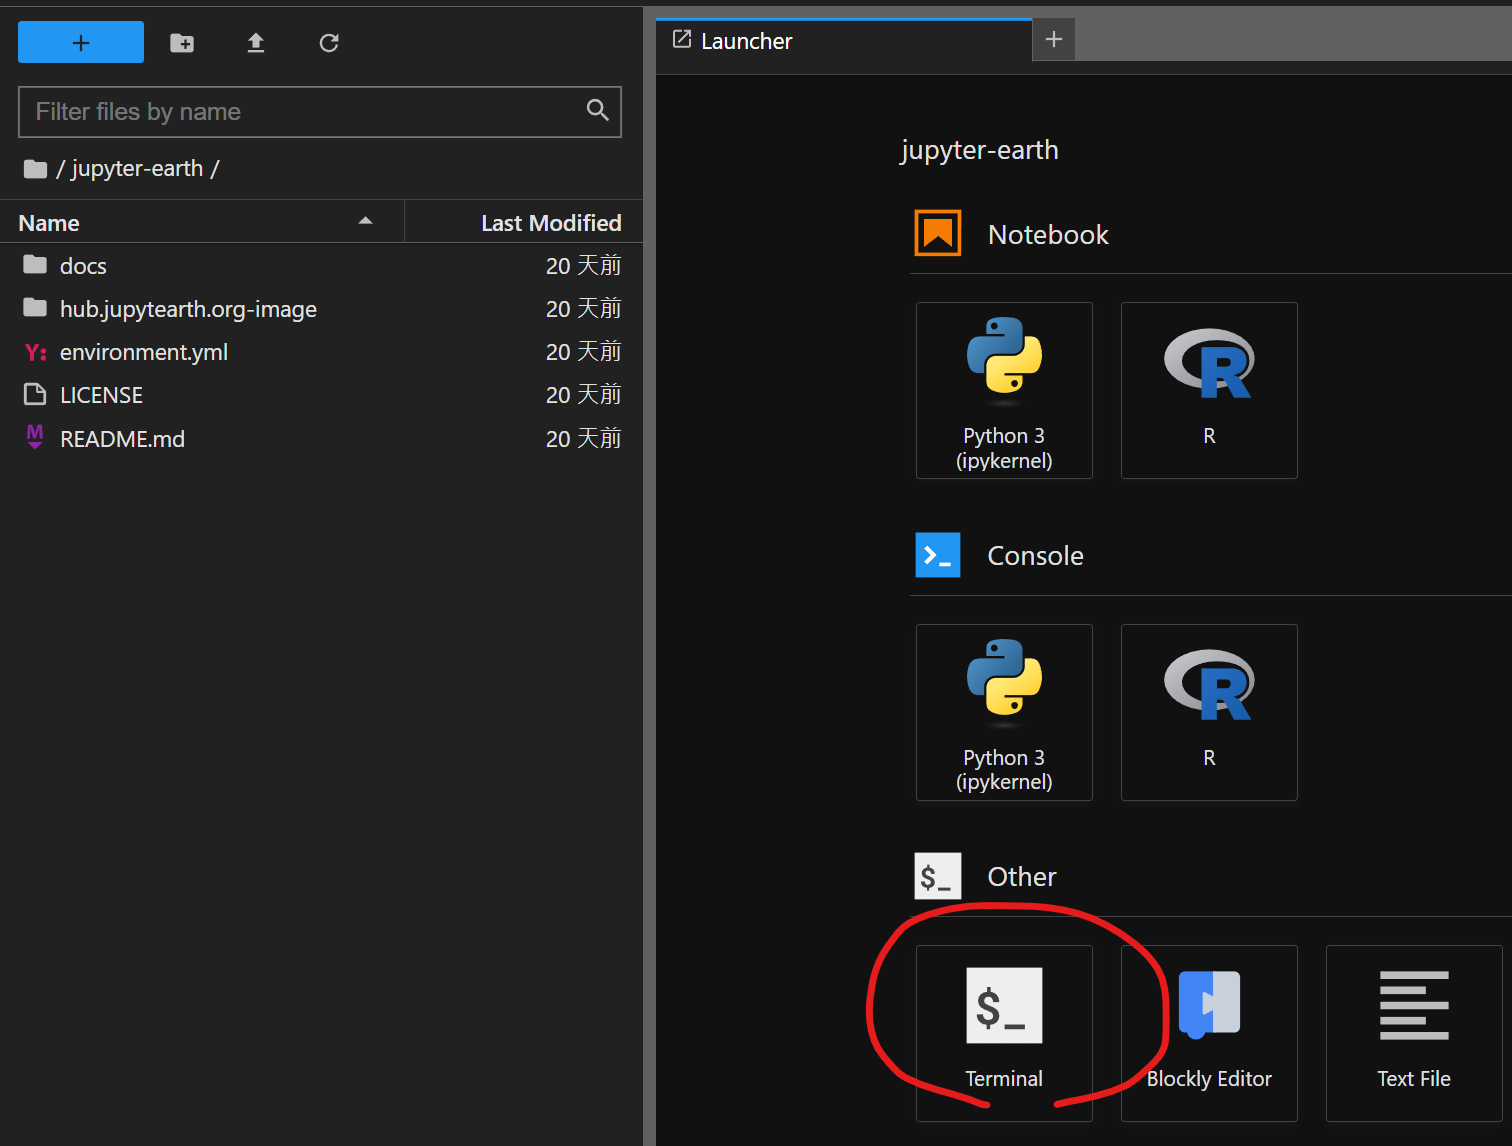 Launcher
Filter files by name
/ jupyter-earth /
Name Last Modified
docs 20 天前
hub.jupytearth.org-image 20 天前
Y: environment.yml 20 天前
LICENSE 20 天前
M README.md 20 天前
jupyter-earth
Notebook
Python 3
(ipykernel)
R
R
Console
Python 3
(ipykernel)
R
R
$_ Other
$_
Terminal
Blockly Editor
Text File